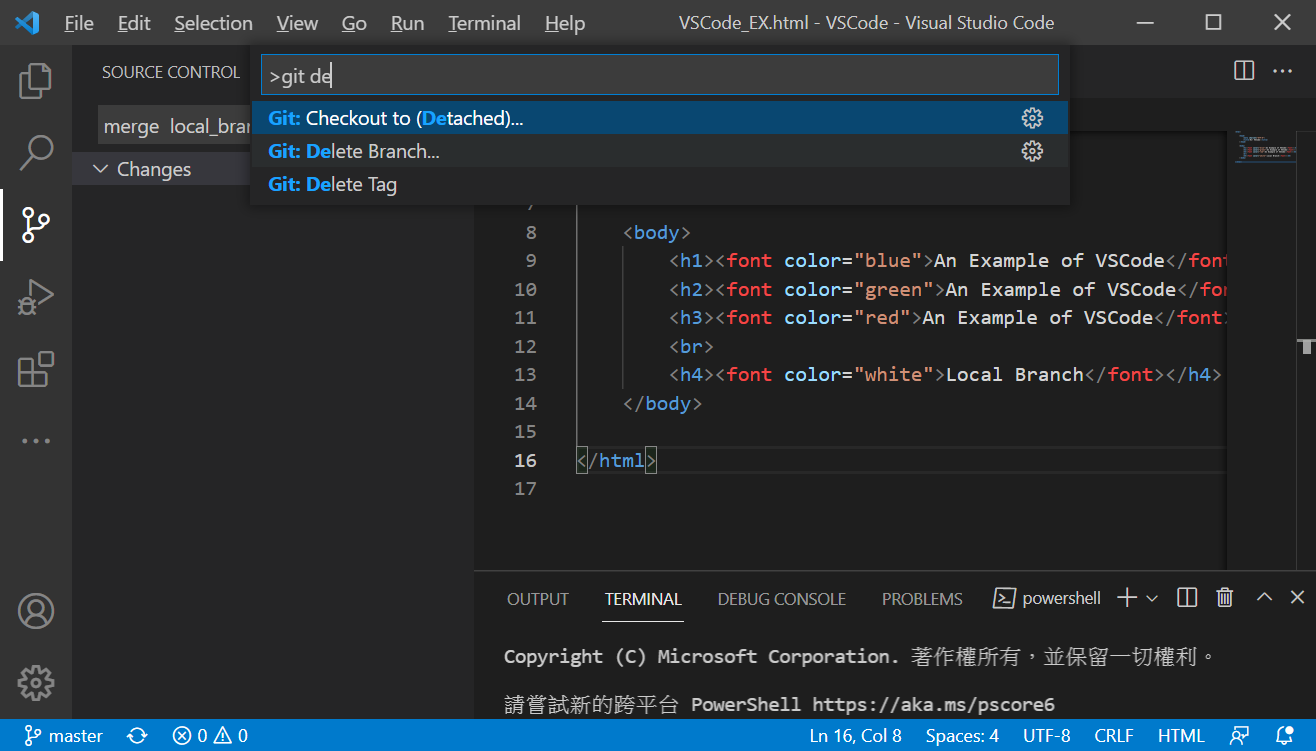 File Edit Selection View Go Run Terminal Help VSCode_EX.html - VSCode - Visual Studio Code
SOURCE CONTROL
>git de
merge local_bran
Git: Checkout to (Detached)...
Git: Delete Branch...
Changes
Git: Delete Tag
8 <body>
9 <h1><font color="blue">An Example of VSCode</font
10 <h2><font color="green">An Example of VSCode</fon
11 <h3><font color="red">An Example of VSCode</font>
12 <br>
13 <h4><font color="white">Local Branch</font></h4>
14 </body>
15
16 </html>
17
OUTPUT TERMINAL DEBUG CONSOLE PROBLEMS powershell
Copyright (C) Microsoft Corporation. 著作權所有，並保留一切權利。
請嘗試新的跨平台 PowerShell https://aka.ms/pscore6
master 0 0 Ln 16, Col 8 Spaces: 4 UTF-8 CRLF HTML